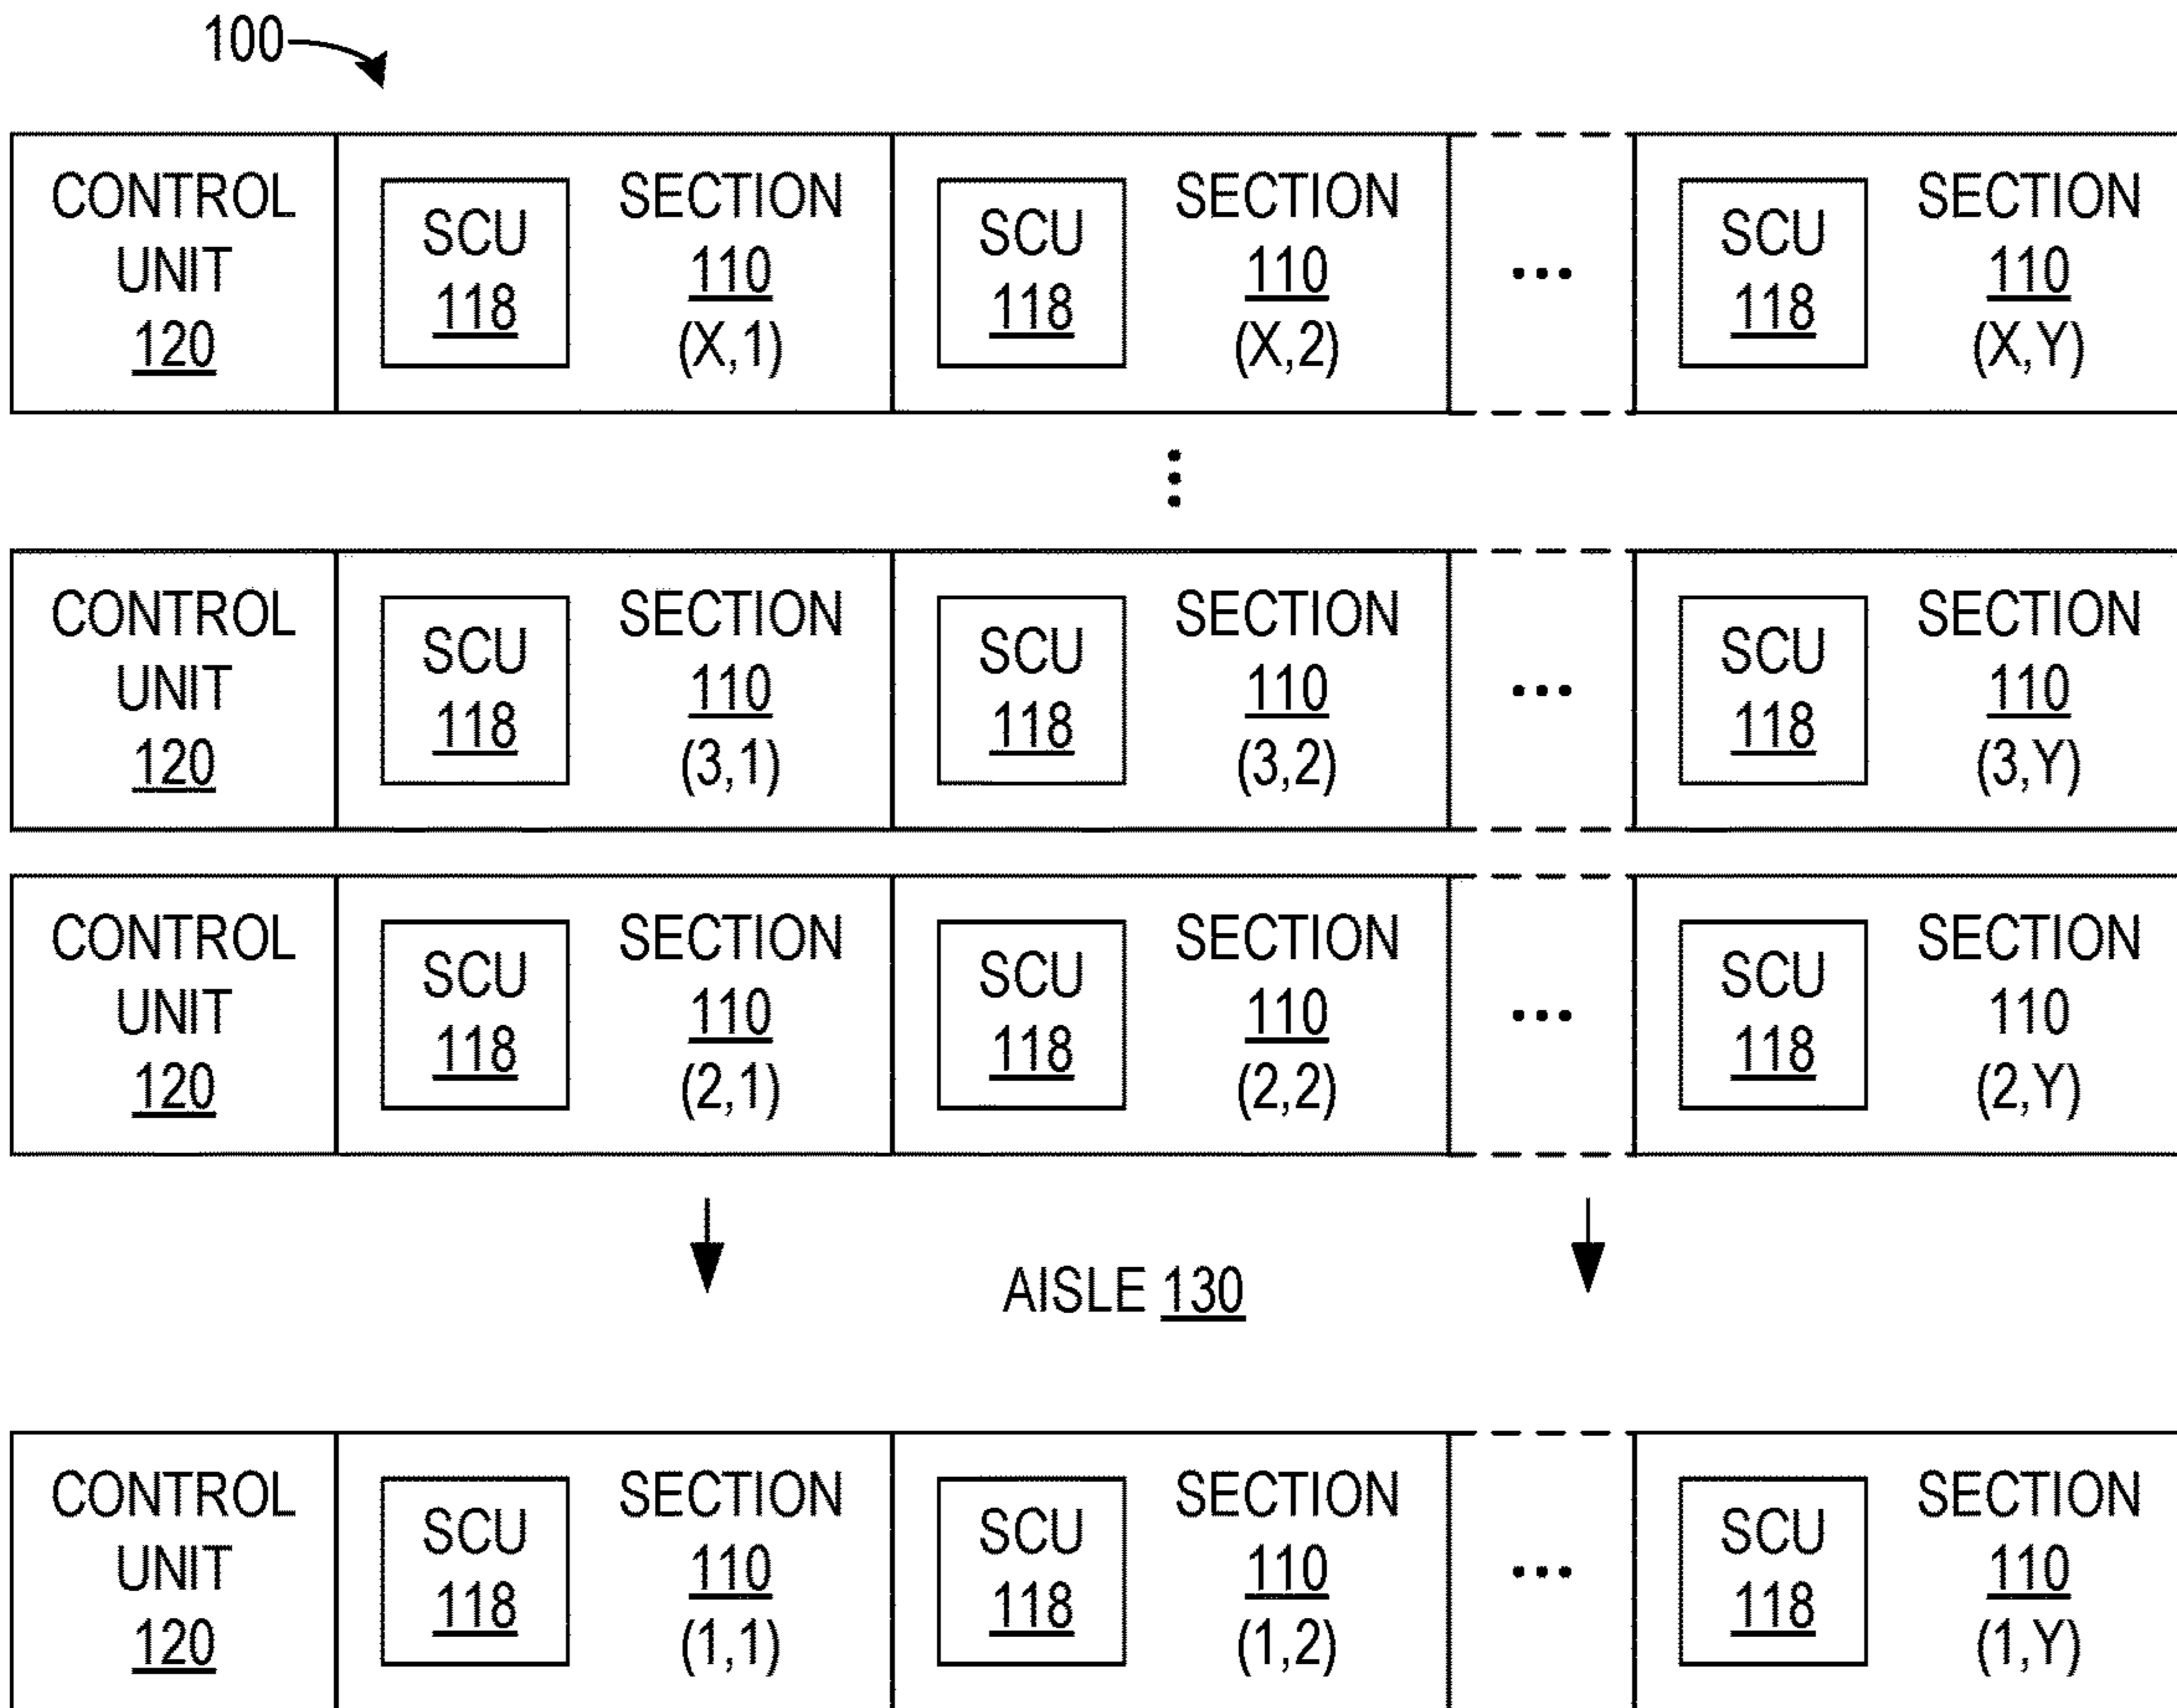 100
CONTROL
UNIT
120
SCU
118
SECTION
110
(X,1)
SCU
118
SECTION
110
(X,2)
...
SCU
118
SECTION
110
(X,Y)
...
CONTROL
UNIT
120
SCU
118
SECTION
110
(3,1)
SCU
118
SECTION
110
(3,2)
...
SCU
118
SECTION
110
(3,Y)
CONTROL
UNIT
120
SCU
118
SECTION
110
(2,1)
SCU
118
SECTION
110
(2,2)
...
SCU
118
SECTION
110
(2,Y)
AISLE 130
CONTROL
UNIT
120
SCU
118
SECTION
110
(1,1)
SCU
118
SECTION
110
(1,2)
...
SCU
118
SECTION
110
(1,Y)